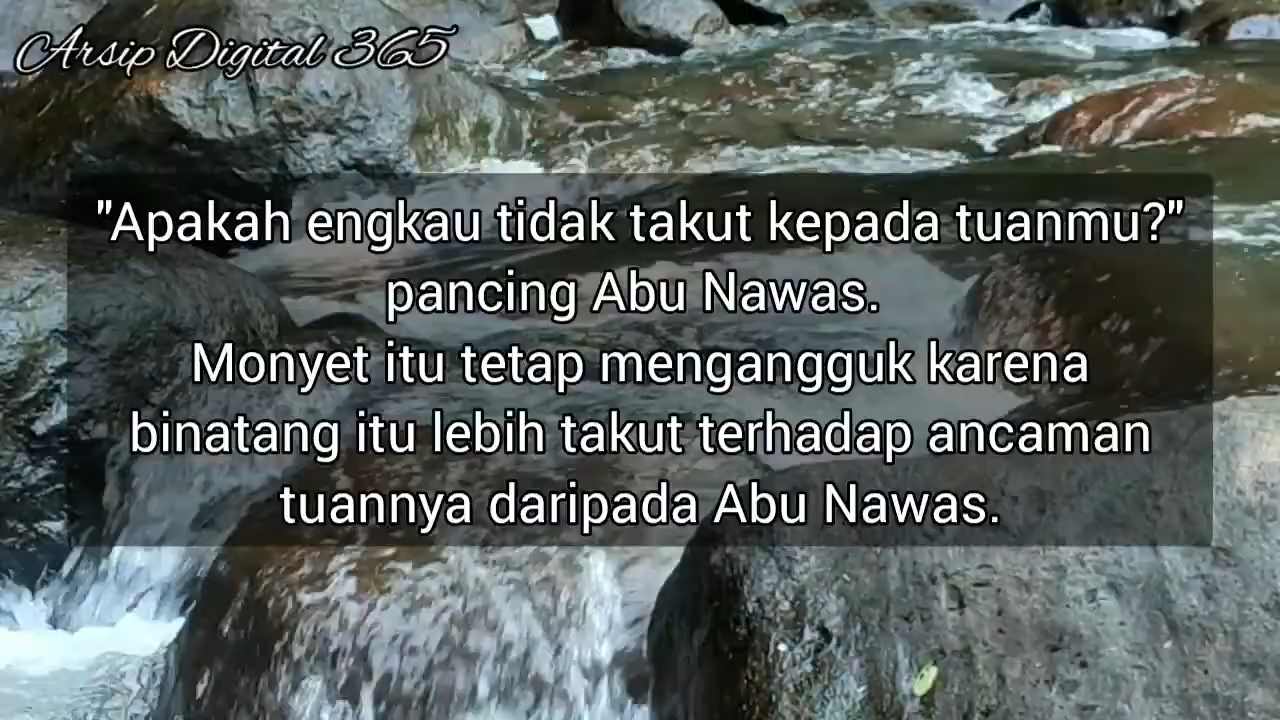 Arsip Digital 365
"Apakah engkau tidak takut kepada tuanmu?"
pancing Abu Nawas.
Monyet itu tetap mengangguk karena
binatang itu lebih takut terhadap ancaman
tuannya daripada Abu Nawas.